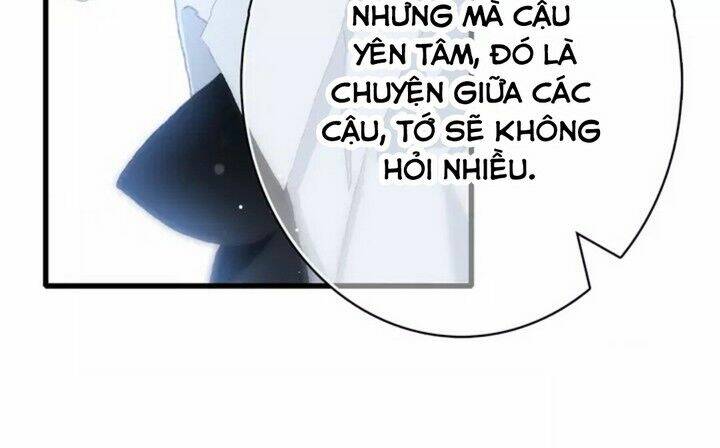 NHƯNG MÀ CẬU
YÊN TÂM, ĐÓ LÀ
CHUYỆN GIỮA CÁC
CẬU, TỚ SẼ KHÔNG
HỎI NHIỀU.